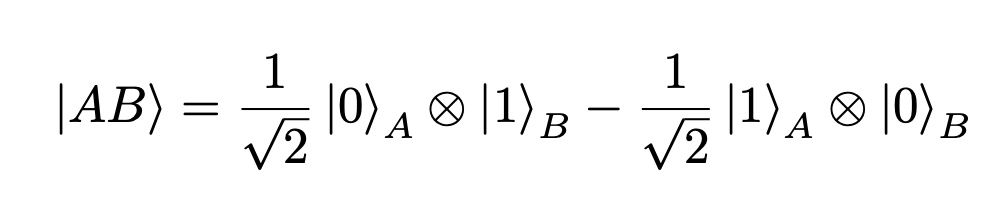 |AB⟩ = 1/√2 |0⟩_A ⊗ |1⟩_B − 1/√2 |1⟩_A ⊗ |0⟩_B